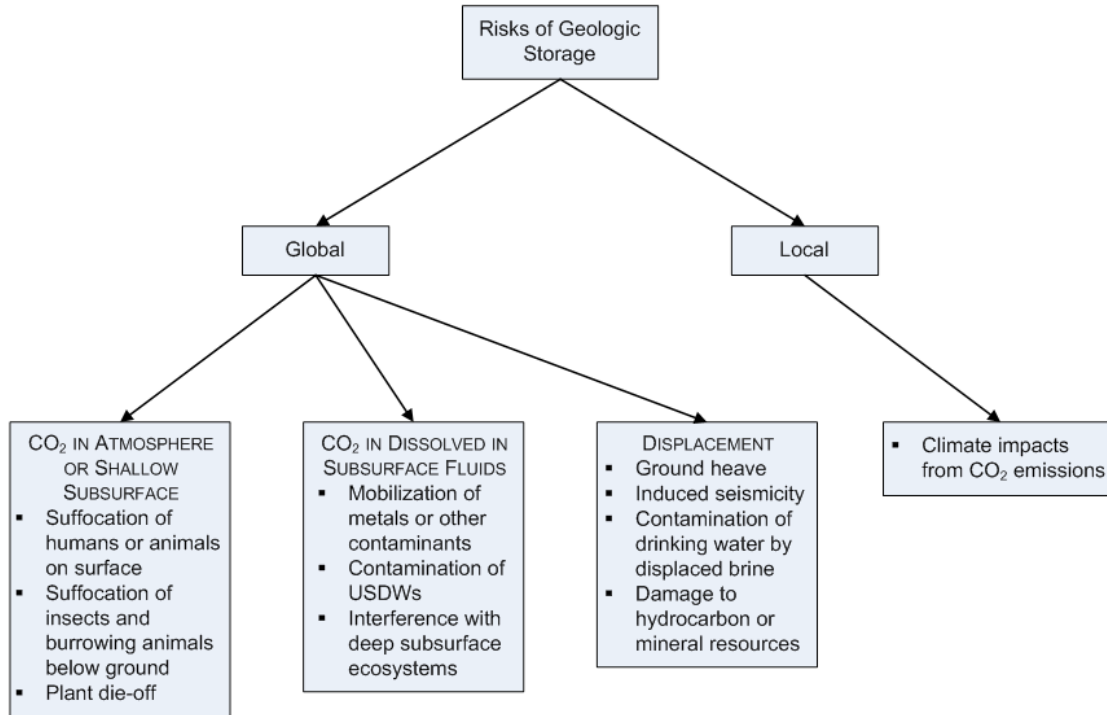 Risks of Geologic
Storage
Global
Local
CO₂ IN ATMOSPHERE
OR SHALLOW
SUBSURFACE
▪ Suffocation of
humans or animals
on surface
▪ Suffocation of
insects and
burrowing animals
below ground
▪ Plant die-off
CO₂ IN DISSOLVED IN
SUBSURFACE FLUIDS
▪ Mobilization of
metals or other
contaminants
▪ Contamination of
USDWs
▪ Interference with
deep subsurface
ecosystems
DISPLACEMENT
▪ Ground heave
▪ Induced seismicity
▪ Contamination of
drinking water by
displaced brine
▪ Damage to
hydrocarbon or
mineral resources
▪ Climate impacts
from CO₂ emissions